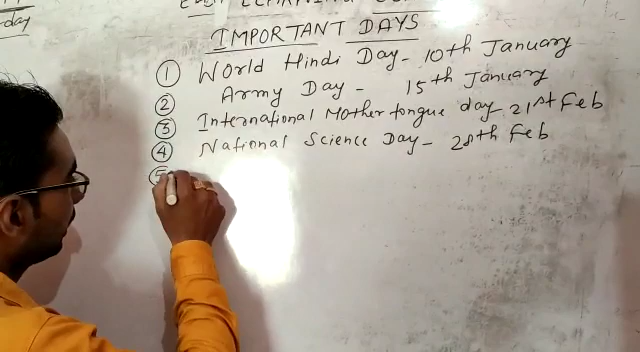 day
IMPORTANT DAYS
① World Hindi Day - 10th January
② Army Day - 15th January
③ International Mother tongue day - 21st Feb
④ National Science Day - 28th Feb
⑤